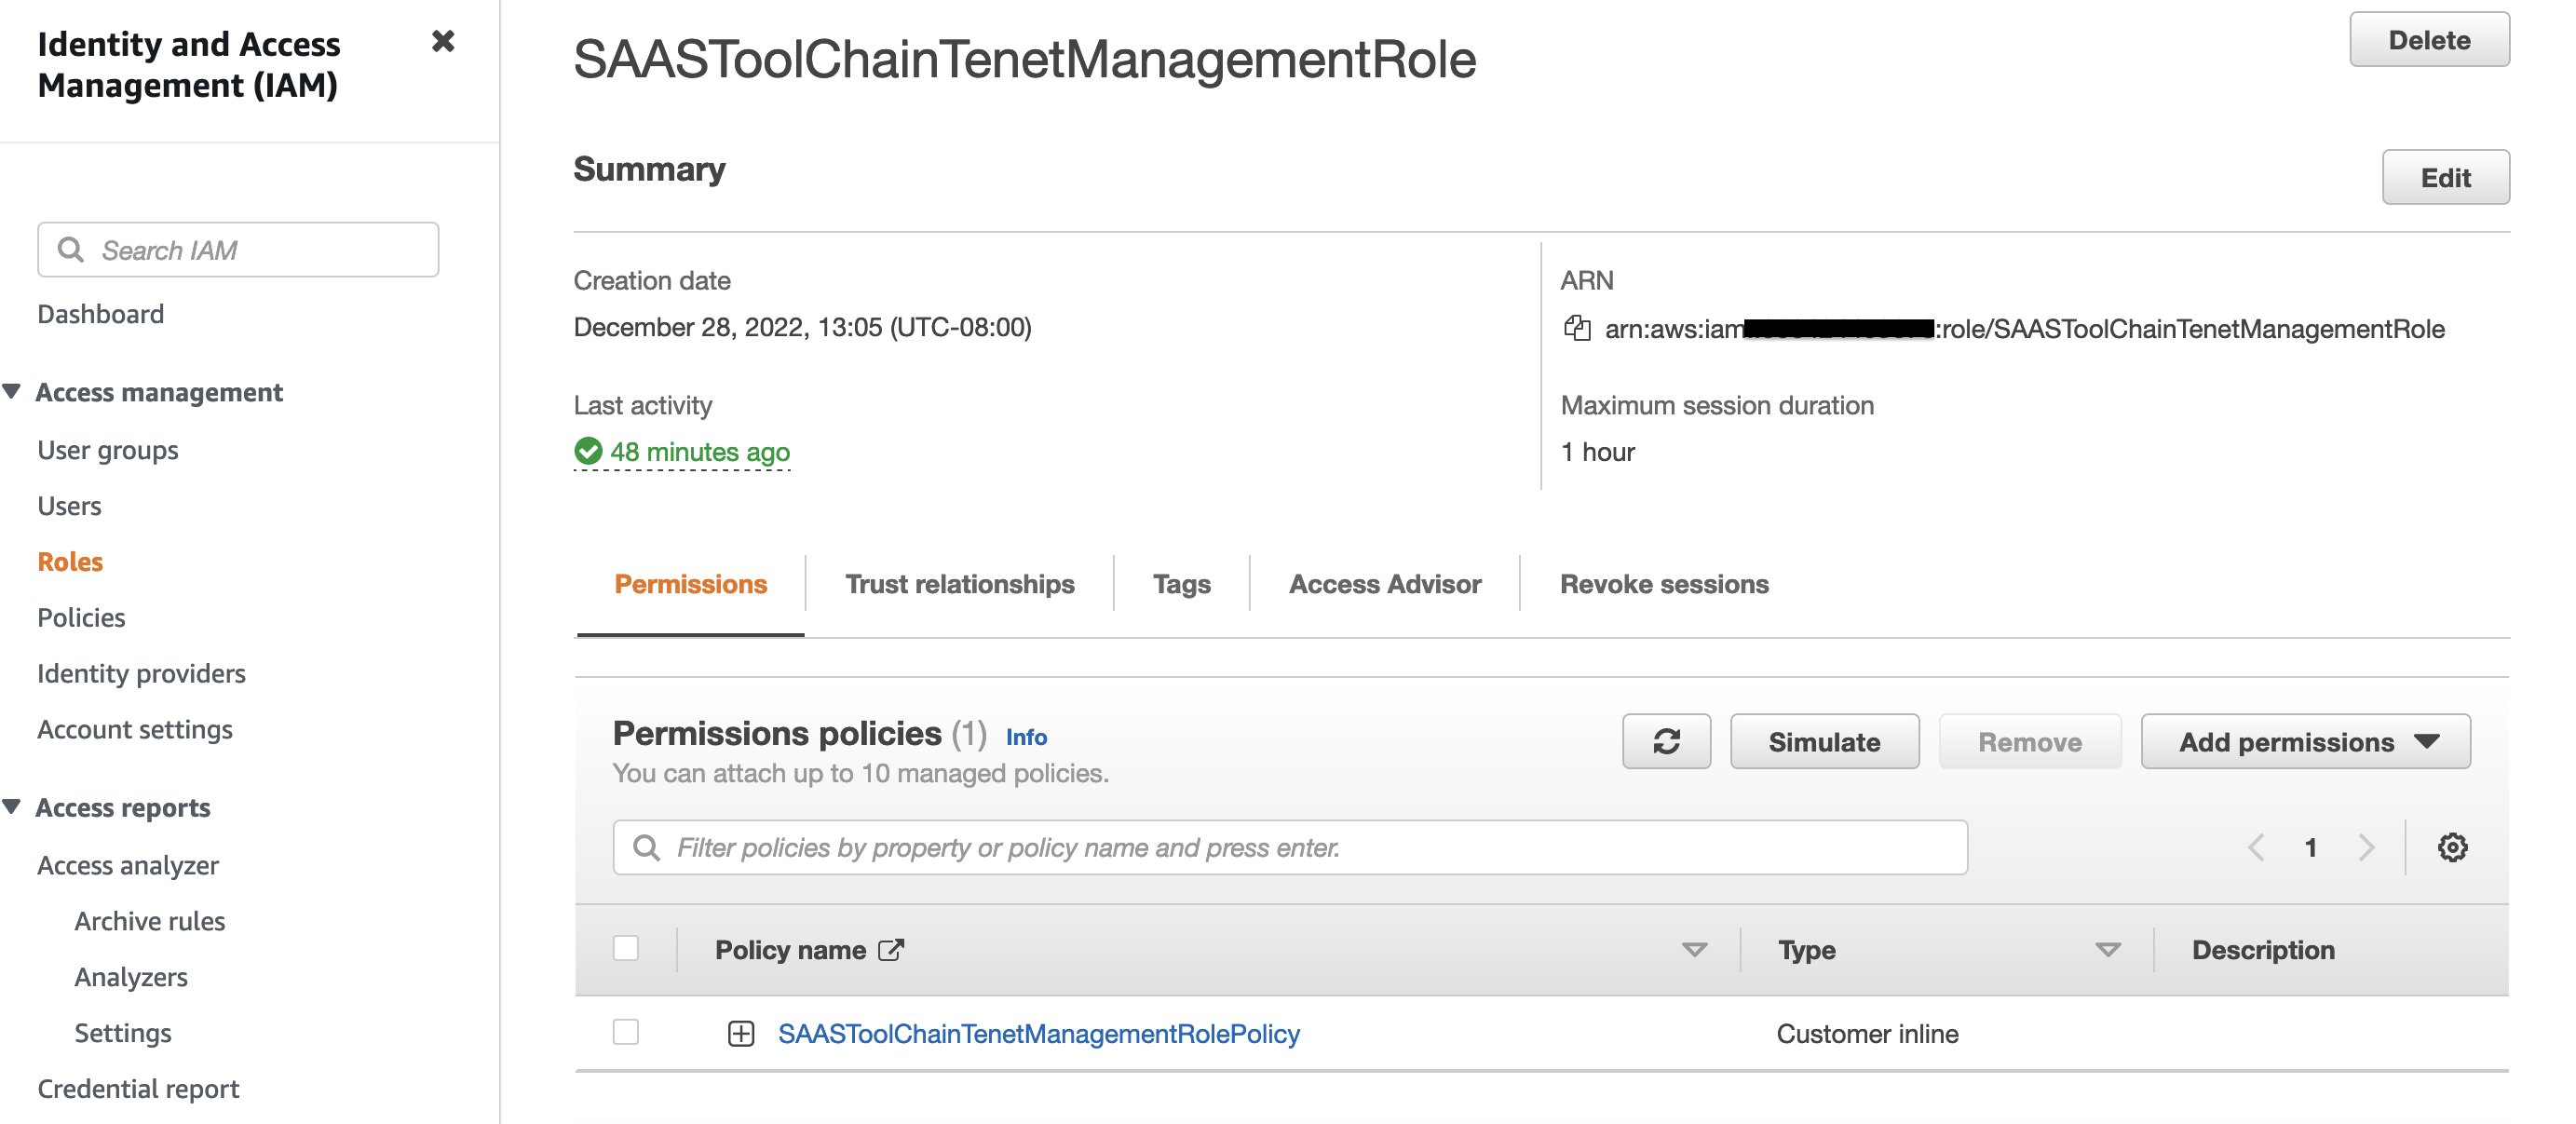 Identity and Access
Management (IAM)
Search IAM
Dashboard
Access management
User groups
Users
Roles
Policies
Identity providers
Account settings
Access reports
Access analyzer
Archive rules
Analyzers
Settings
Credential report
SAASToolChainTenetManagementRole
Delete
Summary
Edit
Creation date
December 28, 2022, 13:05 (UTC-08:00)
ARN
arn:aws:iam :role/SAASToolChainTenetManagementRole
Last activity
48 minutes ago
Maximum session duration
1 hour
Permissions Trust relationships Tags Access Advisor Revoke sessions
Permissions policies (1) Info
You can attach up to 10 managed policies.
Simulate Remove Add permissions
Filter policies by property or policy name and press enter.
1
Policy name Type Description
SAASToolChainTenetManagementRolePolicy Customer inline